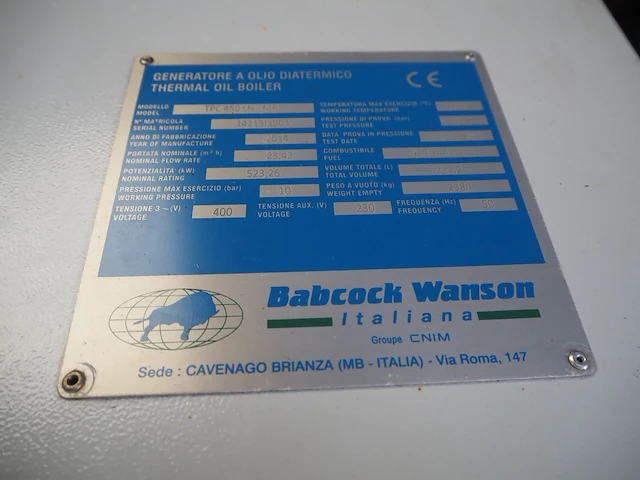 GENERATORE A OLIO DIATERMICO
THERMAL OIL BOILER
CE
MODELLO
MODEL
N° MATRICOLA
SERIAL NUMBER
ANNO DI FABBRICAZIONE
YEAR OF MANUFACTURE
2014
PORTATA NOMINALE (m³ h)
NOMINAL FLOW RATE
23,42
POTENZIALITA' (kW)
NOMINAL RATING
523,26
PRESSIONE MAX ESERCIZIO (bar)
WORKING PRESSURE
10
TENSIONE 3 ~ (V)
VOLTAGE
400
TENSIONE AUX. (V)
VOLTAGE
230
FREQUENZA (Hz)
FREQUENCY
50
TEMPERATURA MAX ESERCIZIO (°C)
WORKING TEMPERATURE
PRESSIONE DI PROVA (bar)
TEST PRESSURE
DATA PROVA IN PRESSIONE
TEST DATE
COMBUSTIBILE
FUEL
VOLUME TOTALE (L)
TOTAL VOLUME
PESO A VUOTO (kg)
WEIGHT EMPTY
Babcock Wanson
Italiana
Groupe CNIM
Sede : CAVENAGO BRIANZA (MB - ITALIA) - Via Roma, 147